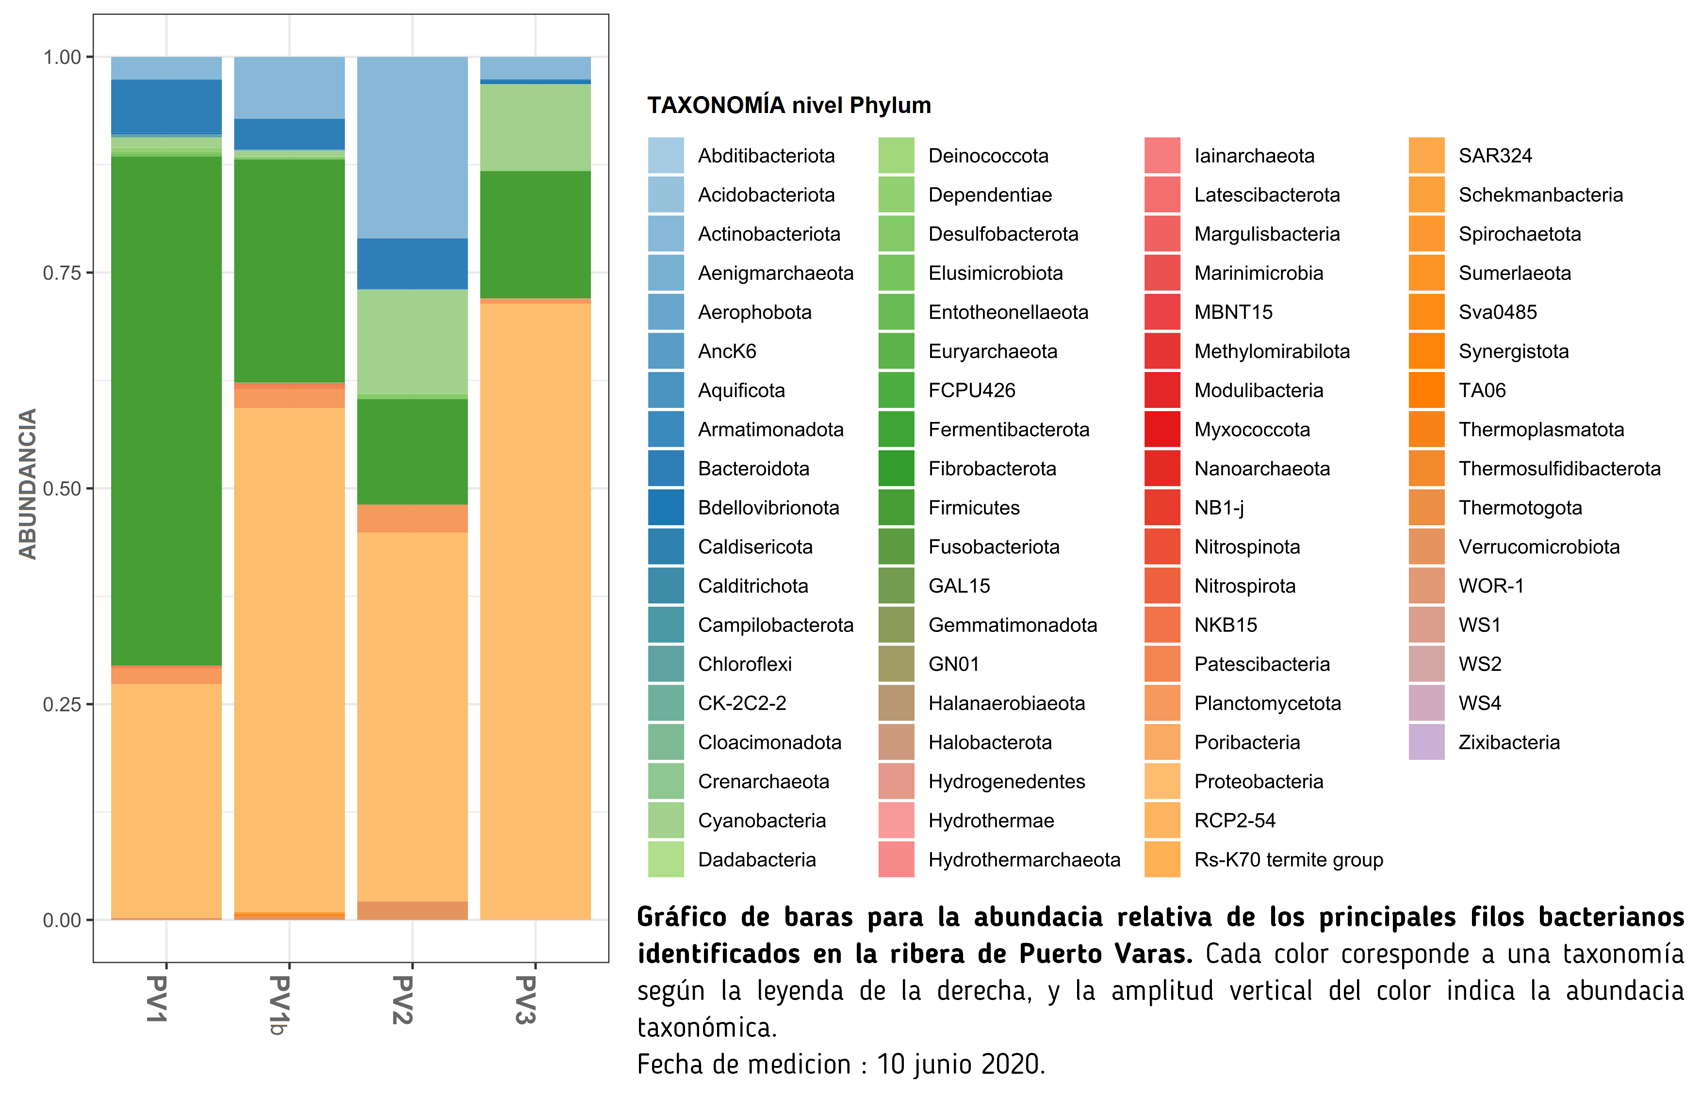 1.00
0.75
0.50
0.25
0.00
ABUNDANCIA
PV1
PV1b
PV2
PV3
TAXONOMÍA nivel Phylum
Abditibacteriota
Acidobacteriota
Actinobacteriota
Aenigmarchaeota
Aerophobota
AncK6
Aquificota
Armatimonadota
Bacteroidota
Bdellovibrionota
Caldisericota
Calditrichota
Campilobacterota
Chloroflexi
CK-2C2-2
Cloacimonadota
Crenarchaeota
Cyanobacteria
Dadabacteria
Deinococcota
Dependentiae
Desulfobacterota
Elusimicrobiota
Entotheonellaeota
Euryarchaeota
FCPU426
Fermentibacterota
Fibrobacterota
Firmicutes
Fusobacteriota
GAL15
Gemmatimonadota
GN01
Halanaerobiaeota
Halobacterota
Hydrogenedentes
Hydrothermae
Hydrothermarchaeota
Iainarchaeota
Latescibacterota
Margulisbacteria
Marinimicrobia
MBNT15
Methylomirabilota
Modulibacteria
Myxococcota
Nanoarchaeota
NB1-j
Nitrospinota
Nitrospirota
NKB15
Patescibacteria
Planctomycetota
Poribacteria
Proteobacteria
RCP2-54
Rs-K70 termite group
SAR324
Schekmanbacteria
Spirochaetota
Sumerlaeota
Sva0485
Synergistota
TA06
Thermoplasmatota
Thermosulfidibacterota
Thermotogota
Verrucomicrobiota
WOR-1
WS1
WS2
WS4
Zixibacteria
Gráfico de baras para la abundacia relativa de los principales filos bacterianos
identificados en la ribera de Puerto Varas. Cada color coresponde a una taxonomía
según la leyenda de la derecha, y la amplitud vertical del color indica la abundacia
taxonómica.
Fecha de medicion : 10 junio 2020.